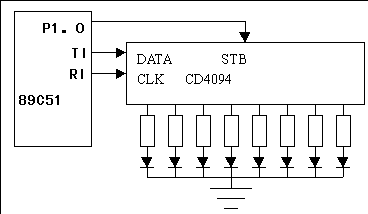 P1. 0
TI
RI
89C51
DATA STB
CLK CD4094